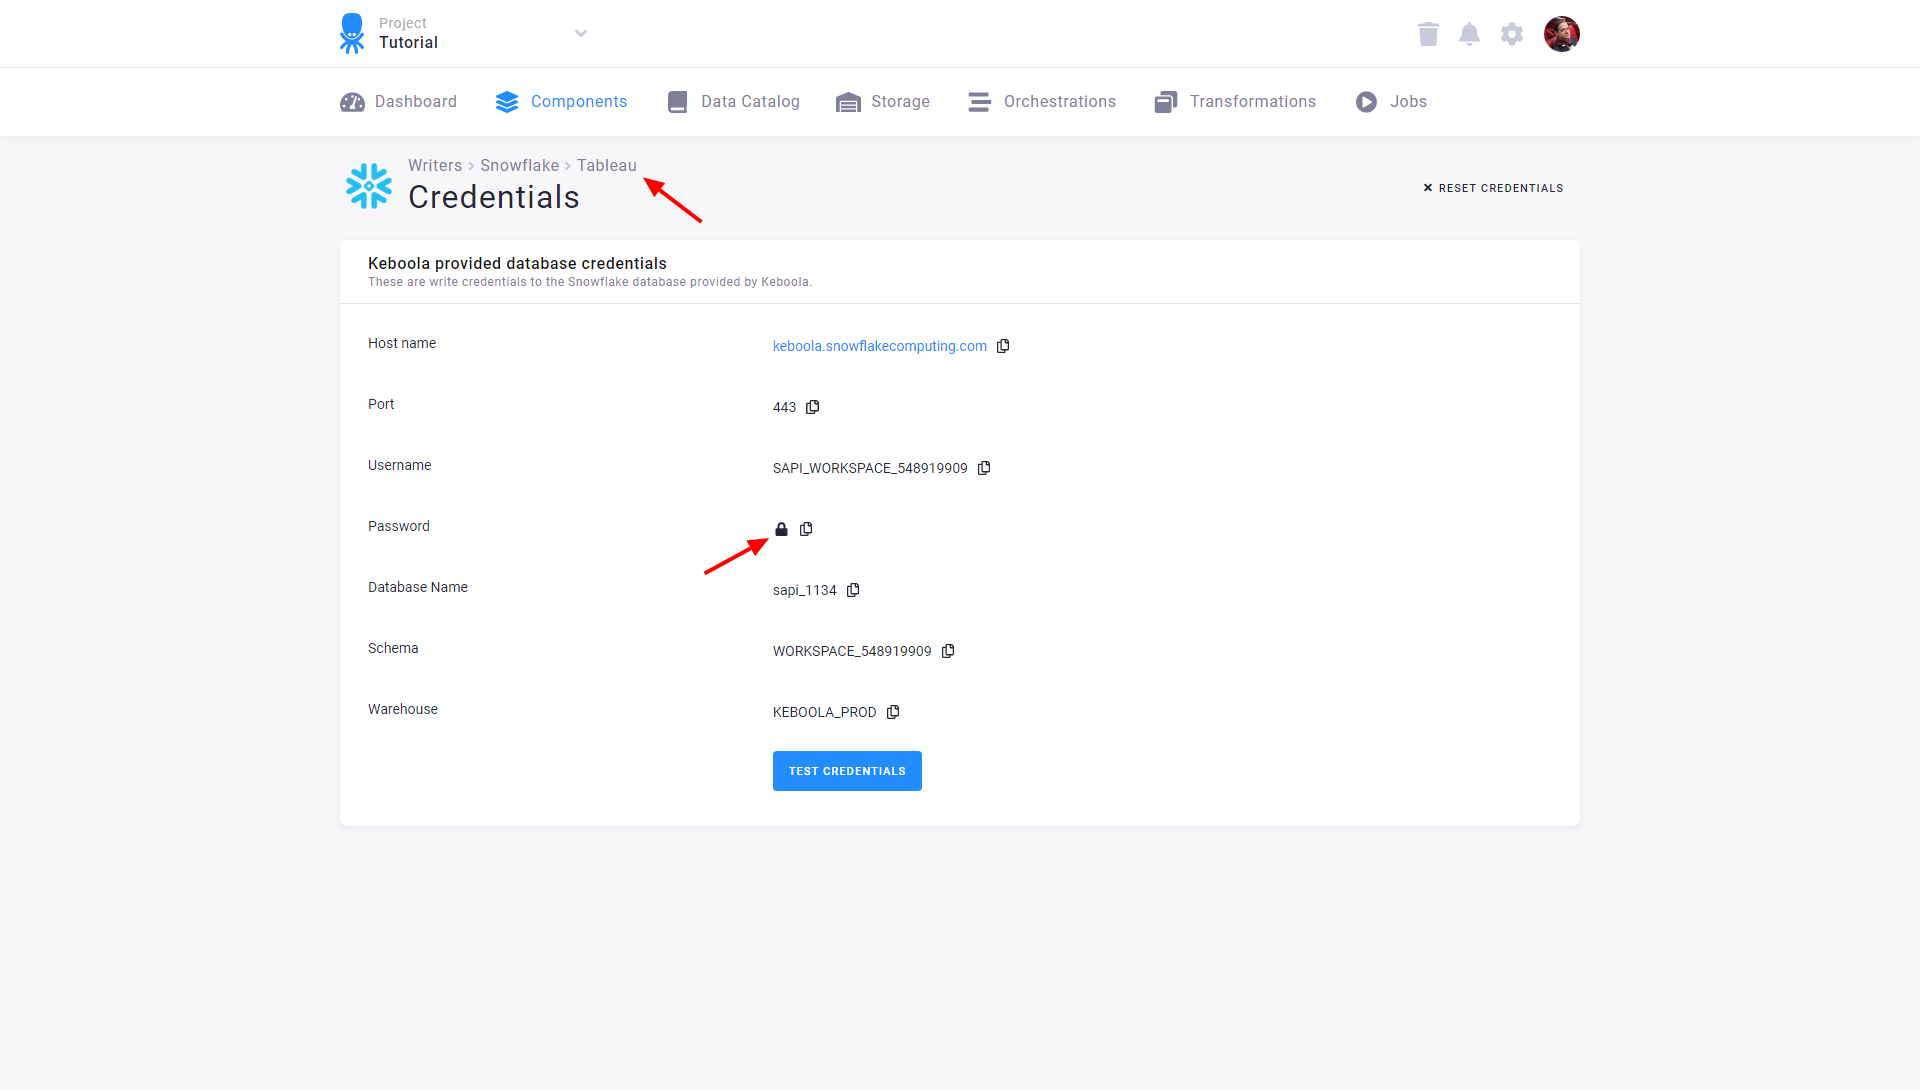 Project
Tutorial
Dashboard Components Data Catalog Storage Orchestrations Transformations Jobs
Writers Snowflake Tableau
Credentials
RESET CREDENTIALS
Keboola provided database credentials
These are write credentials to the Snowflake database provided by Keboola.
Host name keboola.snowflakecomputing.com
Port 443
Username SAPI_WORKSPACE_548919909
Password
Database Name sapi_1134
Schema WORKSPACE_548919909
Warehouse KEBOOLA_PROD
TEST CREDENTIALS